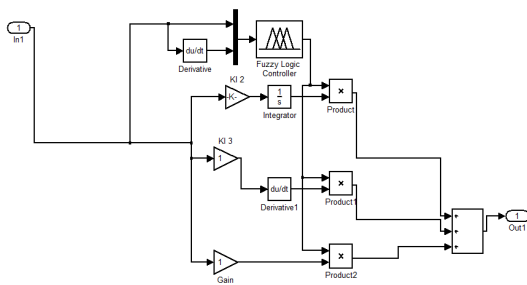 1
In1
du/dt
Derivative
Fuzzy Logic
Controller
KI 2
-K-
1
s
Integrator
×
Product
KI 3
1
du/dt
Derivative1
×
Product1
1
Gain
×
Product2
+
+
+
1
Out1